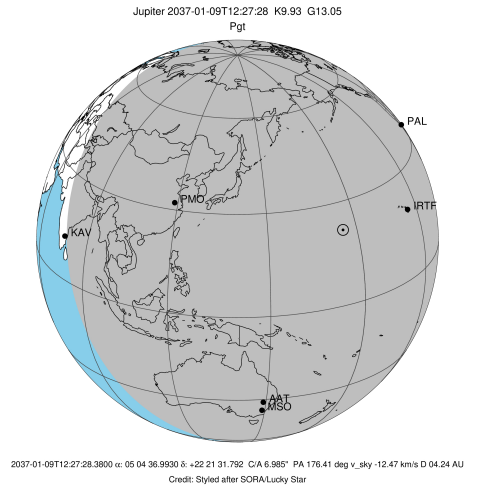 Jupiter 2037-01-09T12:27:28 K9.93 G13.05
Pgt
PAL
IRTF
PMO
KAV
AAT
MSO
2037-01-09T12:27:28.3800 α: 05 04 36.9930 δ: +22 21 31.792 C/A 6.985" PA 176.41 deg v_sky -12.47 km/s D 04.24 AU
Credit: Styled after SORA/Lucky Star